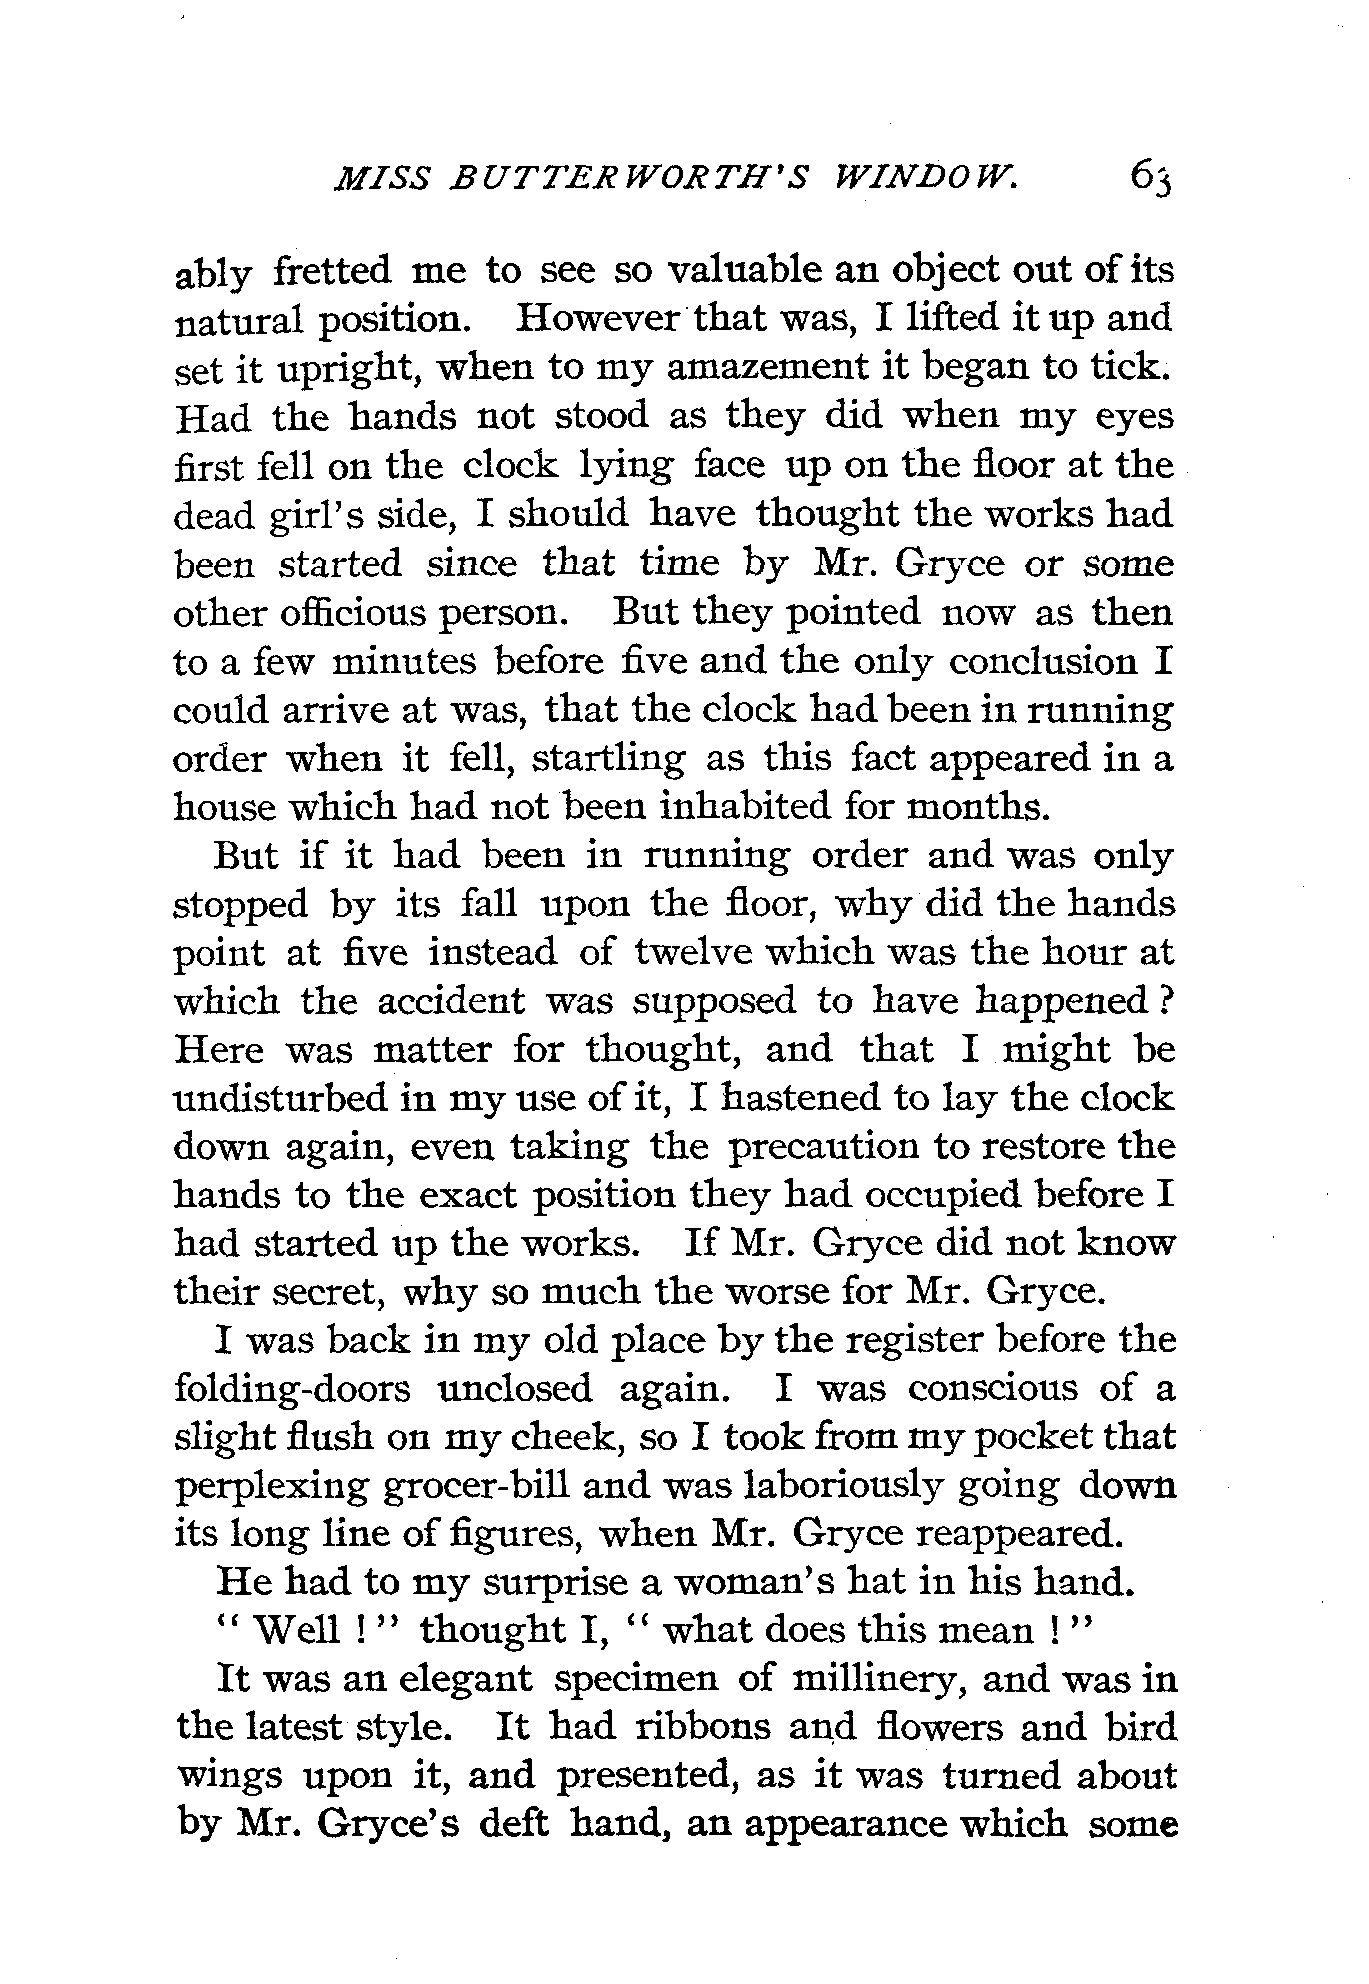 MISS BUTTERWORTH'S WINDOW. 63
ably fretted me to see so valuable an object out of its
natural position. However that was, I lifted it up and
set it upright, when to my amazement it began to tick.
Had the hands not stood as they did when my eyes
first fell on the clock lying face up on the floor at the
dead girl's side, I should have thought the works had
been started since that time by Mr. Gryce or some
other officious person. But they pointed now as then
to a few minutes before five and the only conclusion I
could arrive at was, that the clock had been in running
order when it fell, startling as this fact appeared in a
house which had not been inhabited for months.
But if it had been in running order and was only
stopped by its fall upon the floor, why did the hands
point at five instead of twelve which was the hour at
which the accident was supposed to have happened ?
Here was matter for thought, and that I might be
undisturbed in my use of it, I hastened to lay the clock
down again, even taking the precaution to restore the
hands to the exact position they had occupied before I
had started up the works. If Mr. Gryce did not know
their secret, why so much the worse for Mr. Gryce.
I was back in my old place by the register before the
folding-doors unclosed again. I was conscious of a
slight flush on my cheek, so I took from my pocket that
perplexing grocer-bill and was laboriously going down
its long line of figures, when Mr. Gryce reappeared.
He had to my surprise a woman's hat in his hand.
" Well ! " thought I, " what does this mean ! "
It was an elegant specimen of millinery, and was in
the latest style. It had ribbons and flowers and bird
wings upon it, and presented, as it was turned about
by Mr. Gryce's deft hand, an appearance which some